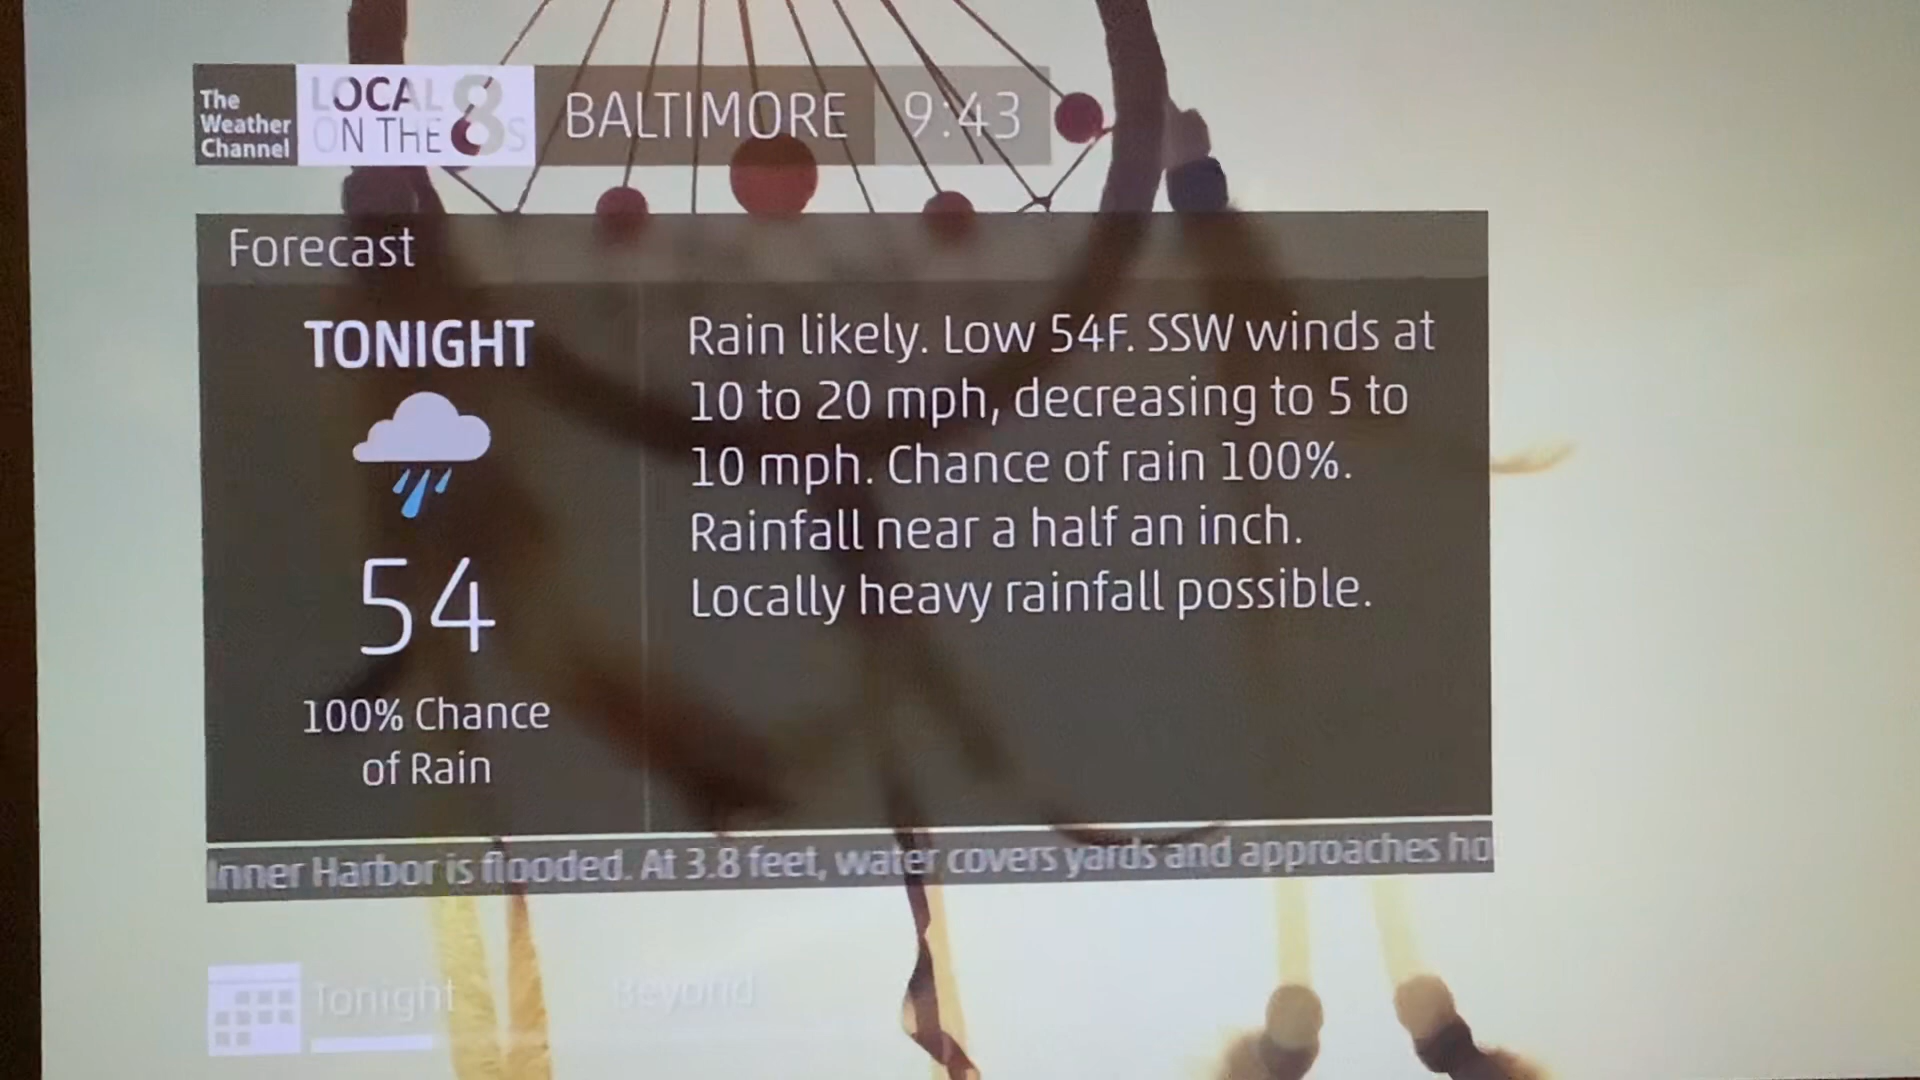 The
Weather
Channel
LOCAL
ON THE 8s
BALTIMORE
9:43
Forecast
TONIGHT
54
100% Chance
of Rain
Rain likely. Low 54F. SSW winds at
10 to 20 mph, decreasing to 5 to
10 mph. Chance of rain 100%.
Rainfall near a half an inch.
Locally heavy rainfall possible.
Inner Harbor is flooded. At 3.8 feet, water covers yards and approaches ho
Tonight
Beyond